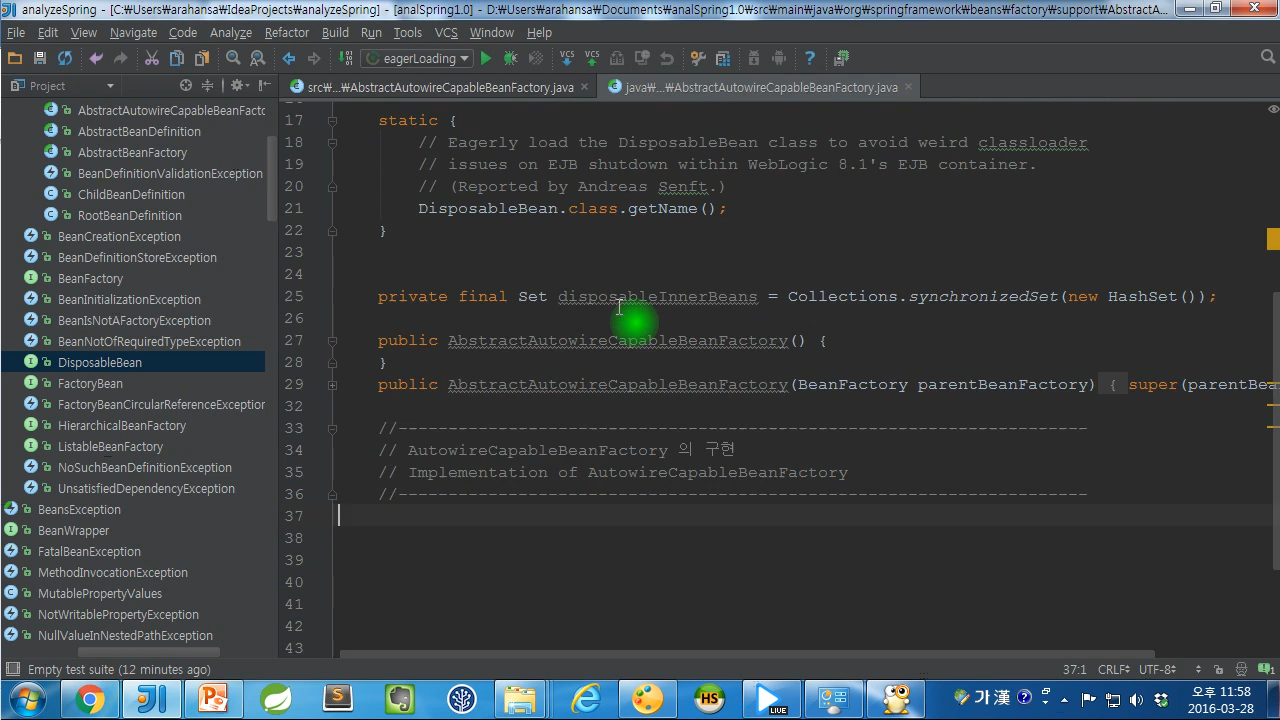 analyzeSpring - [C:₩Users₩arahansa₩IdeaProjects₩analyzeSpring] - [analSpring1.0] - D:₩Users₩arahansa₩Documents₩analSpring1.0₩src₩main₩java₩org₩springframework₩beans₩factory₩support₩AbstractA...
File Edit View Navigate Code Analyze Refactor Build Run Tools VCS Window Help
eagerLoading
VCS VCS
Project
src₩...₩AbstractAutowireCapableBeanFactory.java
java₩...₩AbstractAutowireCapableBeanFactory.java
AbstractAutowireCapableBeanFacto
AbstractBeanDefinition
AbstractBeanFactory
BeanDefinitionValidationException
ChildBeanDefinition
RootBeanDefinition
BeanCreationException
BeanDefinitionStoreException
BeanFactory
BeanInitializationException
BeanIsNotAFactoryException
BeanNotOfRequiredTypeException
DisposableBean
FactoryBean
FactoryBeanCircularReferenceException
HierarchicalBeanFactory
ListableBeanFactory
NoSuchBeanDefinitionException
UnsatisfiedDependencyException
BeansException
BeanWrapper
FatalBeanException
MethodInvocationException
MutablePropertyValues
NotWritablePropertyException
NullValueInNestedPathException
17 static {
18 // Eagerly load the DisposableBean class to avoid weird classloader
19 // issues on EJB shutdown within WebLogic 8.1's EJB container.
20 // (Reported by Andreas Senft.)
21 DisposableBean.class.getName();
22 }
23
24
25 private final Set disposableInnerBeans = Collections.synchronizedSet(new HashSet());
26
27 public AbstractAutowireCapableBeanFactory() {
28 }
29 public AbstractAutowireCapableBeanFactory(BeanFactory parentBeanFactory) { super(parentBea
32
33 //---------------------------------------------------------------------
34 // AutowireCapableBeanFactory 의 구현
35 // Implementation of AutowireCapableBeanFactory
36 //---------------------------------------------------------------------
37
38
39
40
41
42
43
Empty test suite (12 minutes ago)
37:1 CRLF UTF-8
LIVE
HS
가 漢
오후 11:58
2016-03-28